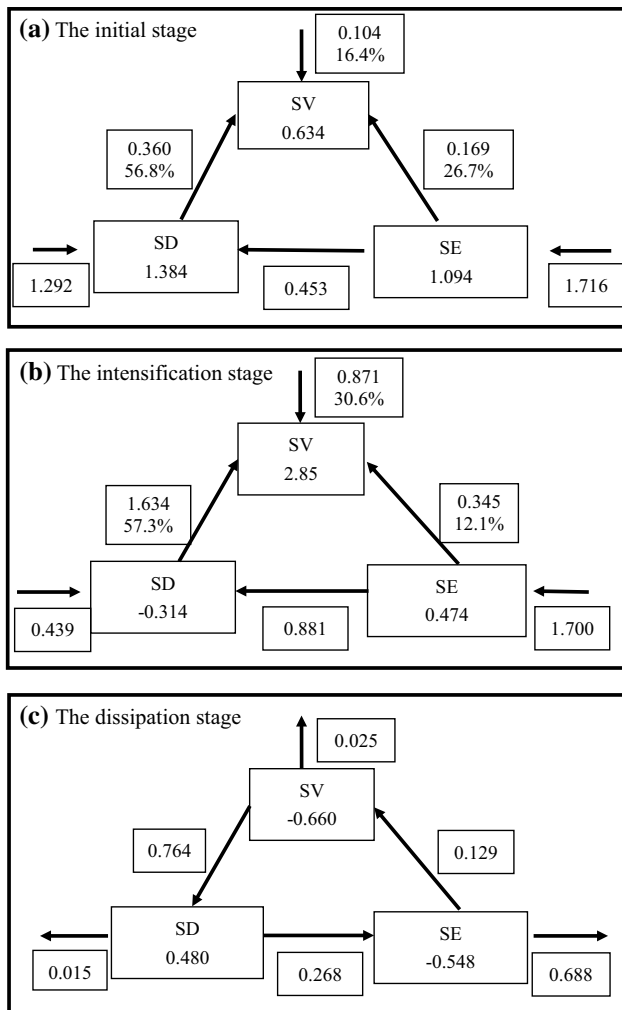 (a) The initial stage
0.104
16.4%
SV
0.634
0.360
56.8%
0.169
26.7%
SD
1.384
SE
1.094
1.292
0.453
1.716
(b) The intensification stage
0.871
30.6%
SV
2.85
1.634
57.3%
0.345
12.1%
SD
-0.314
SE
0.474
0.439
0.881
1.700
(c) The dissipation stage
0.025
SV
-0.660
0.764
0.129
SD
0.480
SE
-0.548
0.015
0.268
0.688